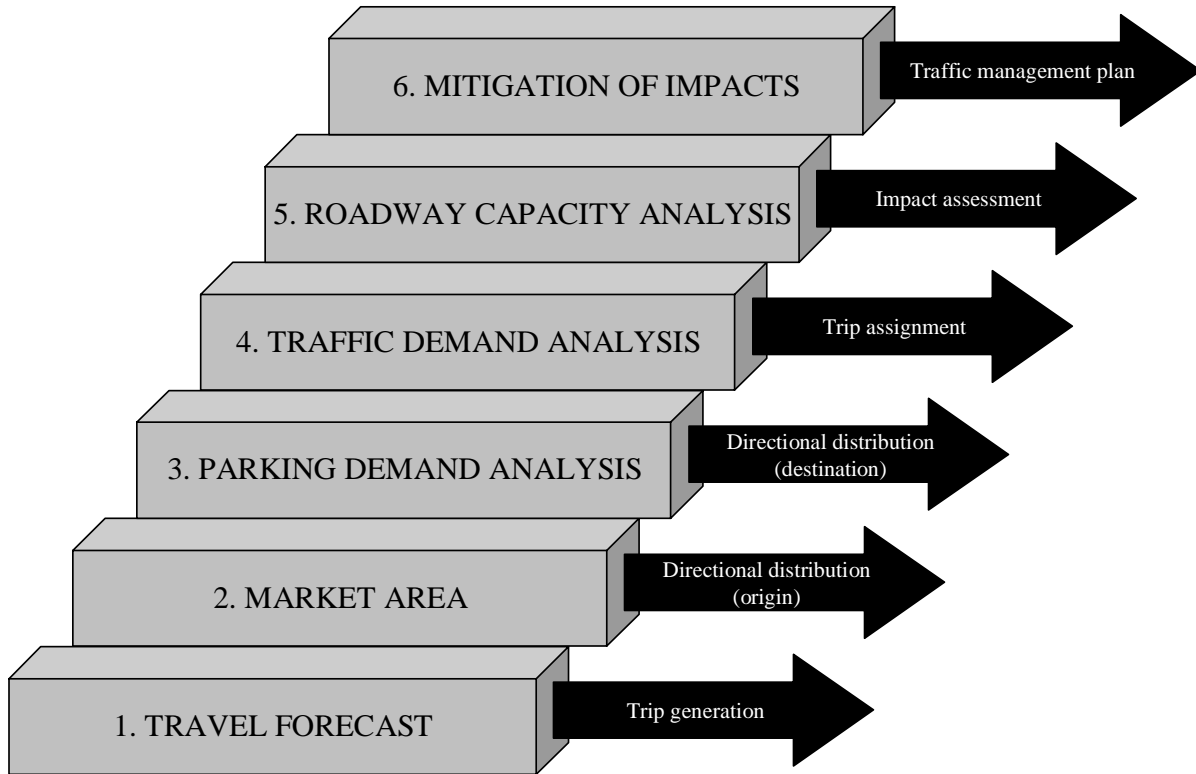 6. MITIGATION OF IMPACTS
Traffic management plan
5. ROADWAY CAPACITY ANALYSIS
Impact assessment
4. TRAFFIC DEMAND ANALYSIS
Trip assignment
3. PARKING DEMAND ANALYSIS
Directional distribution
(destination)
2. MARKET AREA
Directional distribution
(origin)
1. TRAVEL FORECAST
Trip generation